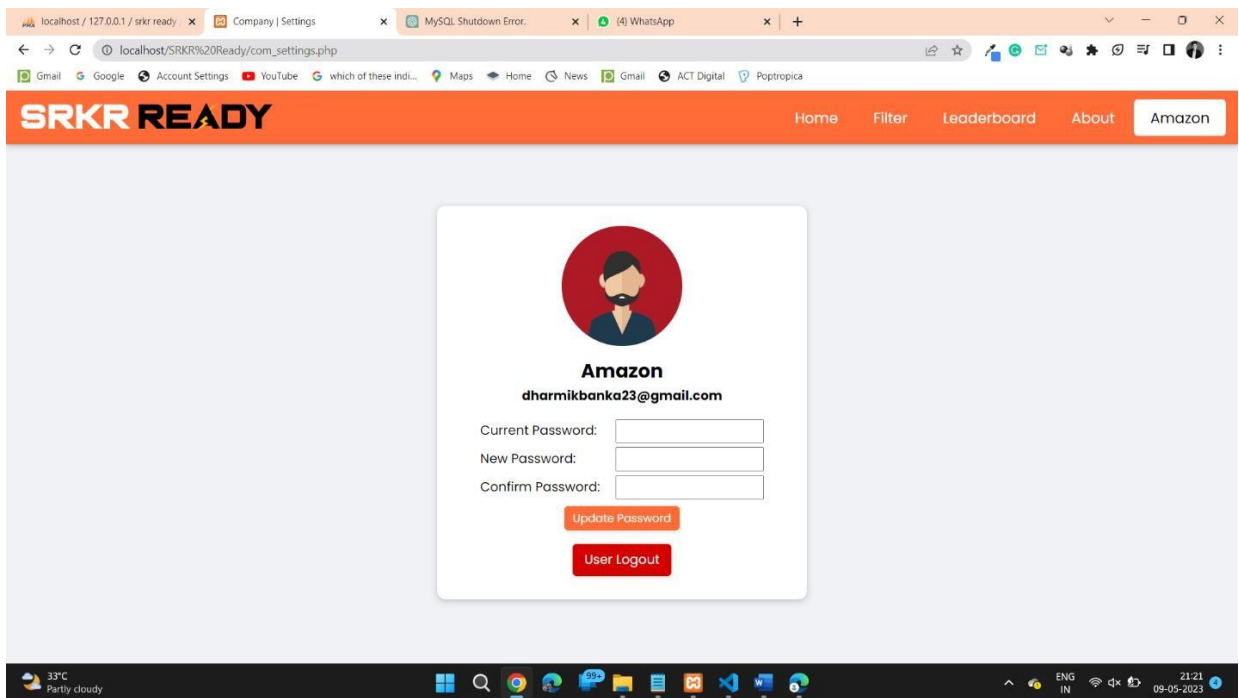 localhost / 127.0.0.1 / srkr ready
Company | Settings
MySQL Shutdown Error.
(4) WhatsApp
localhost/SRKR%20Ready/com_settings.php
Gmail Google Account Settings YouTube which of these indi... Maps Home News Gmail ACT Digital Poptropica
SRKR READY
Home Filter Leaderboard About Amazon
Amazon
dharmikbanka23@gmail.com
Current Password:
New Password:
Confirm Password:
Update Password
User Logout
33°C
Partly cloudy
99+
ENG
IN
21:21
09-05-2023
4